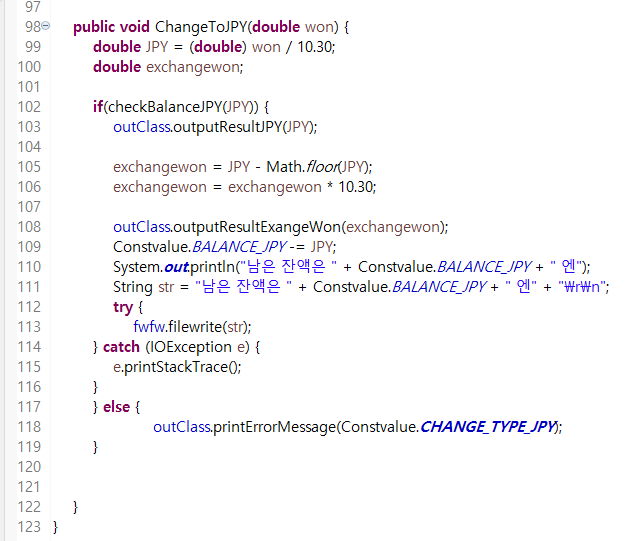 97
98 public void ChangeToJPY(double won) {
99 double JPY = (double) won / 10.30;
100 double exchangewon;
101
102 if(checkBalanceJPY(JPY)) {
103 outClass.outputResultJPY(JPY);
104
105 exchangewon = JPY - Math.floor(JPY);
106 exchangewon = exchangewon * 10.30;
107
108 outClass.outputResultExangeWon(exchangewon);
109 Constvalue.BALANCE_JPY -= JPY;
110 System.out.println("남은 잔액은 " + Constvalue.BALANCE_JPY + " 엔");
111 String str = "남은 잔액은 " + Constvalue.BALANCE_JPY + " 엔" + "₩r₩n";
112 try {
113 fwfw.filewrite(str);
114 } catch (IOException e) {
115 e.printStackTrace();
116 }
117 } else {
118 outClass.printErrorMessage(Constvalue.CHANGE_TYPE_JPY);
119 }
120
121
122 }
123 }